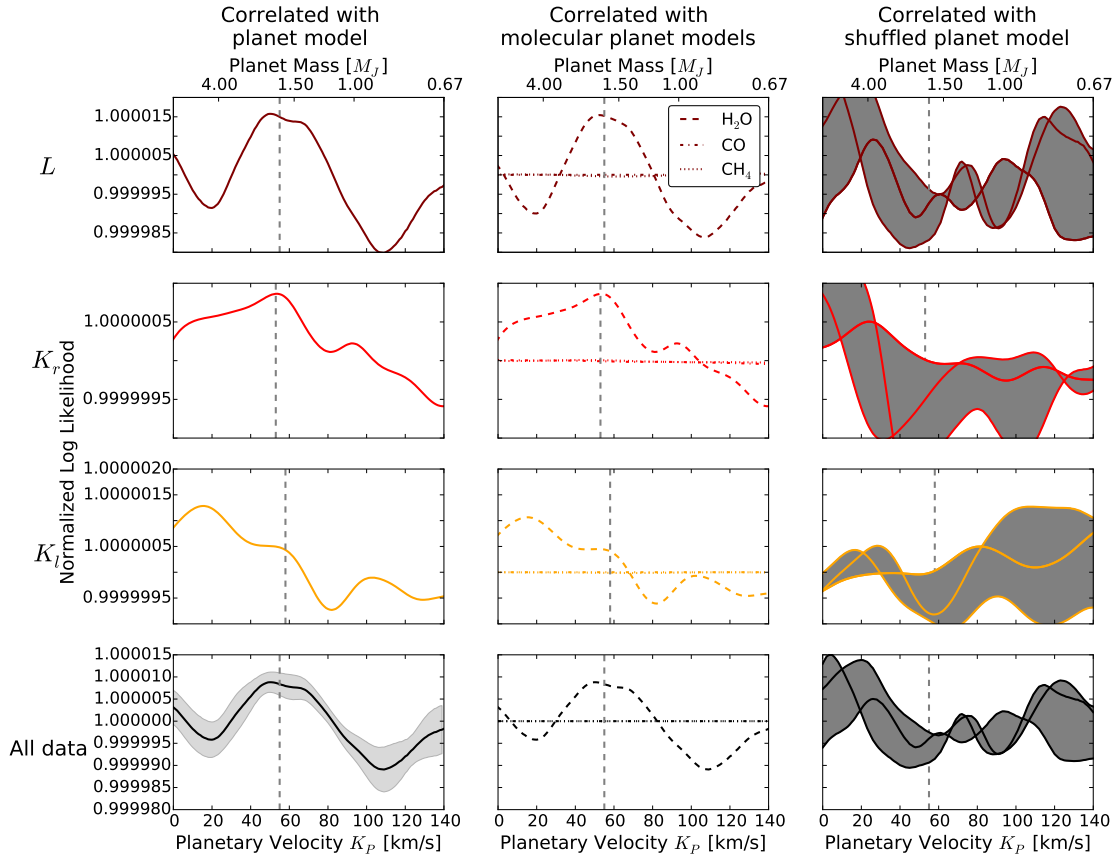 Correlated with
planet model
Correlated with
molecular planet models
Correlated with
shuffled planet model
Planet Mass [M_J]
Planet Mass [M_J]
Planet Mass [M_J]
4.00 1.50 1.00 0.67
4.00 1.50 1.00 0.67
4.00 1.50 1.00 0.67
L
1.000015
1.000005
0.999995
0.999985
H₂O
CO
CH₄
K_r
1.0000005
0.9999995
Normalized Log Likelihood
K_l
1.0000020
1.0000015
1.0000005
0.9999995
All data
1.000015
1.000010
1.000005
1.000000
0.999995
0.999990
0.999985
0.999980
0 20 40 60 80 100 120 140
0 20 40 60 80 100 120 140
0 20 40 60 80 100 120 140
Planetary Velocity K_P [km/s]
Planetary Velocity K_P [km/s]
Planetary Velocity K_P [km/s]